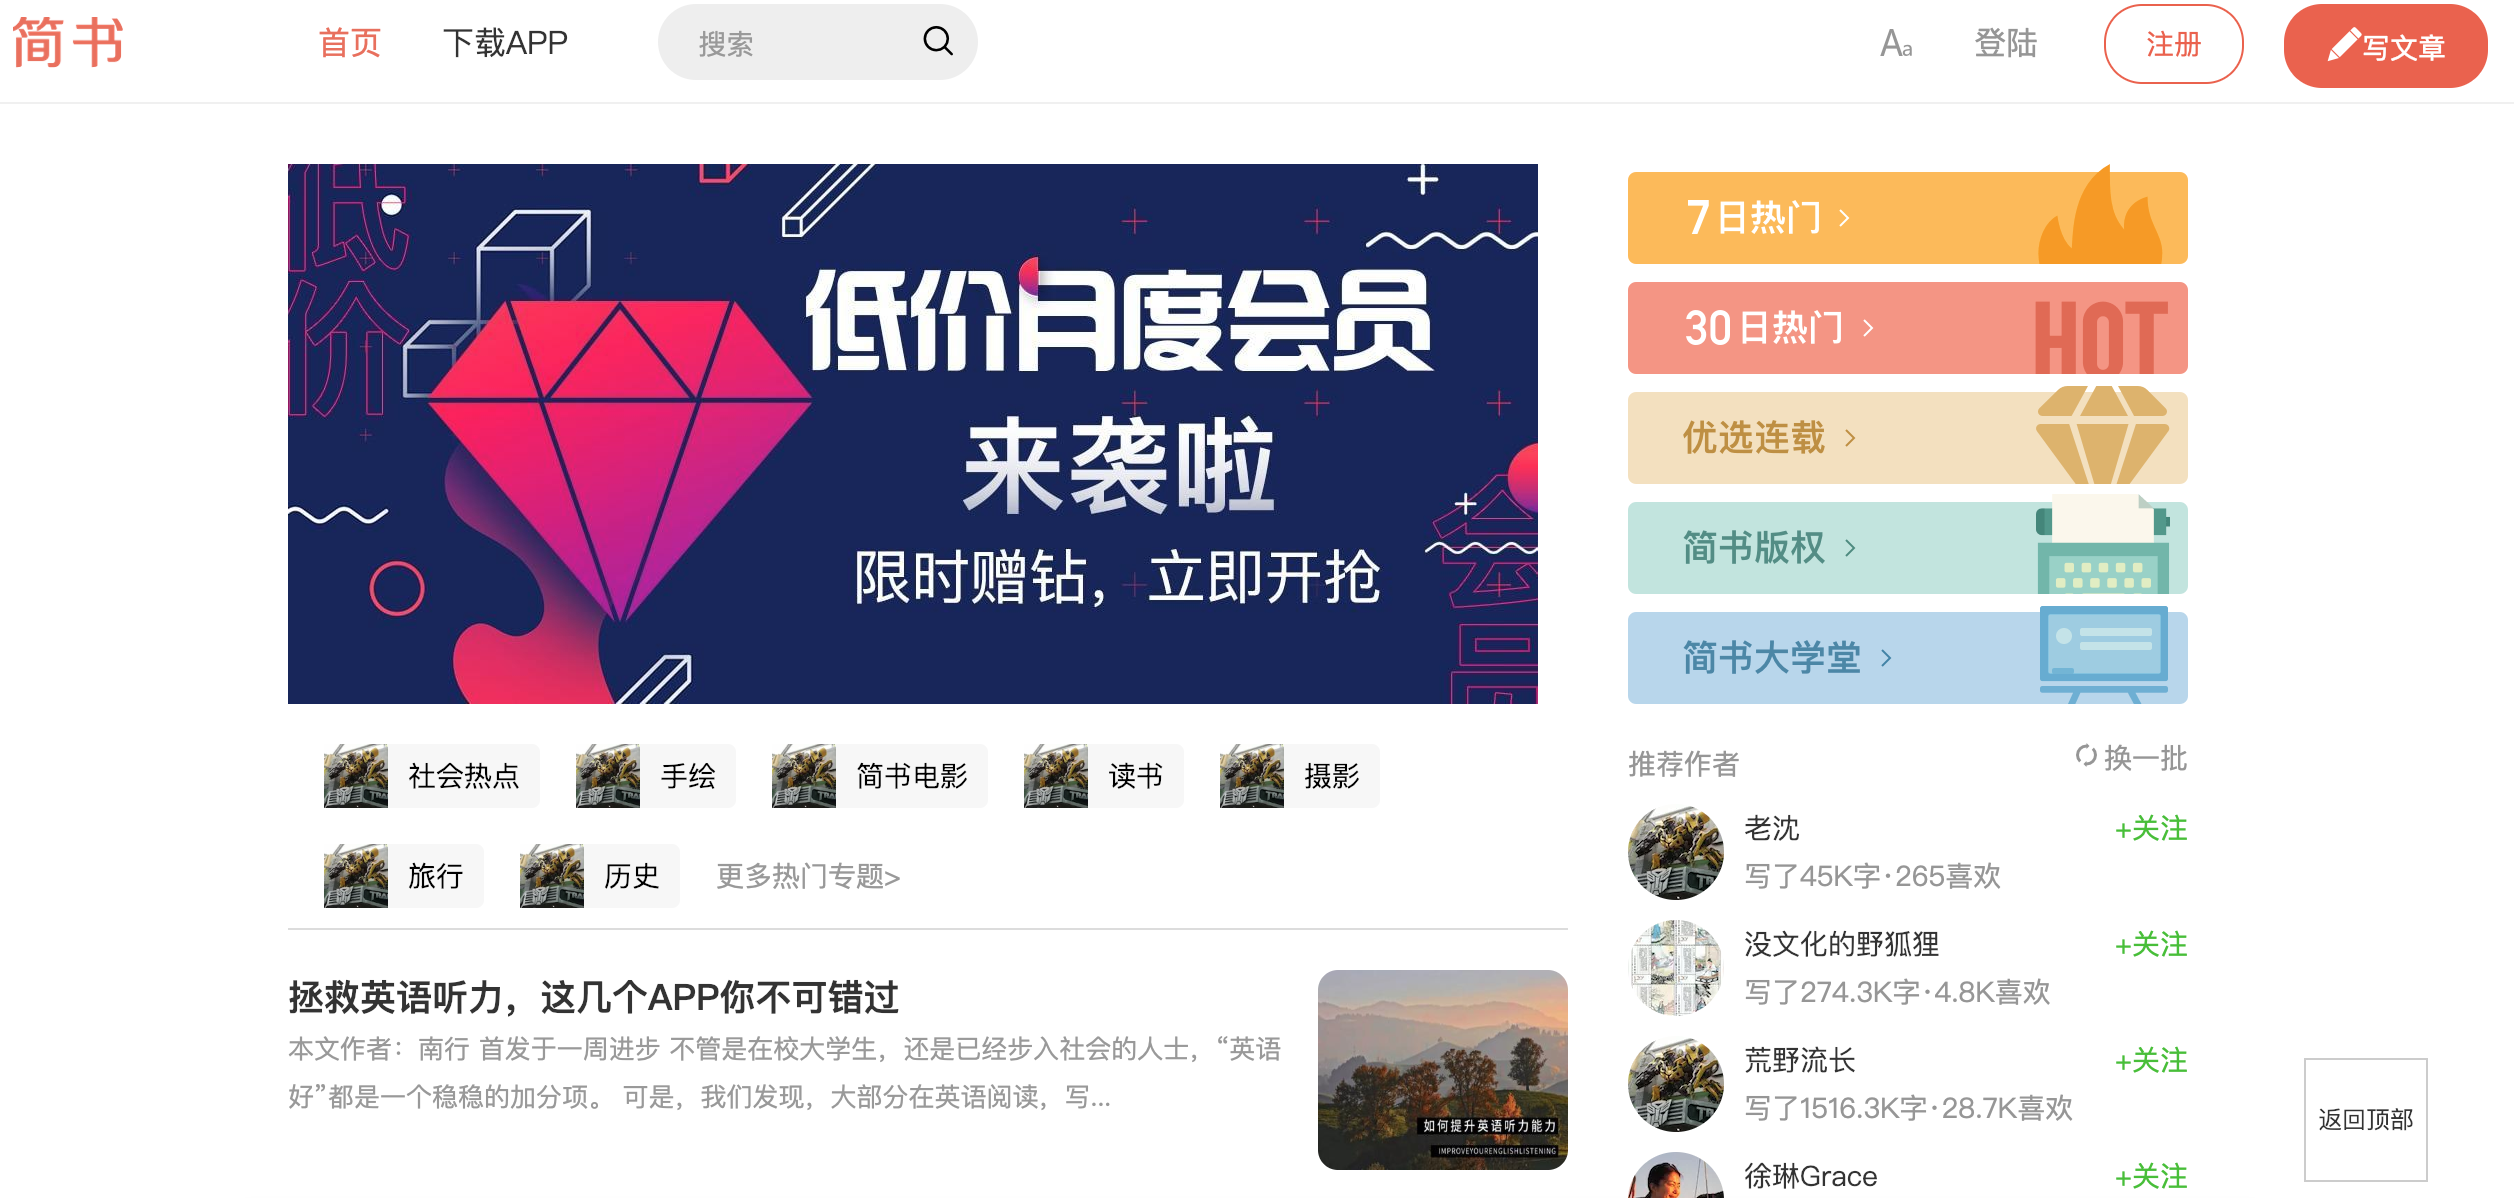 简书
首页
下载APP
搜索
Aa
登陆
注册
写文章
低价
低价月度会员
来袭啦
限时赠钻，立即开抢
会员
7日热门
30日热门
HOT
优选连载
简书版权
简书大学堂
社会热点
手绘
简书电影
读书
摄影
旅行
历史
更多热门专题>
推荐作者
换一批
老沈
+关注
写了45K字·265喜欢
没文化的野狐狸
+关注
写了274.3K字·4.8K喜欢
荒野流长
+关注
写了1516.3K字·28.7K喜欢
徐琳Grace
+关注
拯救英语听力，这几个APP你不可错过
本文作者：南行 首发于一周进步 不管是在校大学生，还是已经步入社会的人士，“英语
好”都是一个稳稳的加分项。 可是，我们发现，大部分在英语阅读，写...
如何提升英语听力能力
IMPROVEYOURENGLISHLISTENING
返回顶部